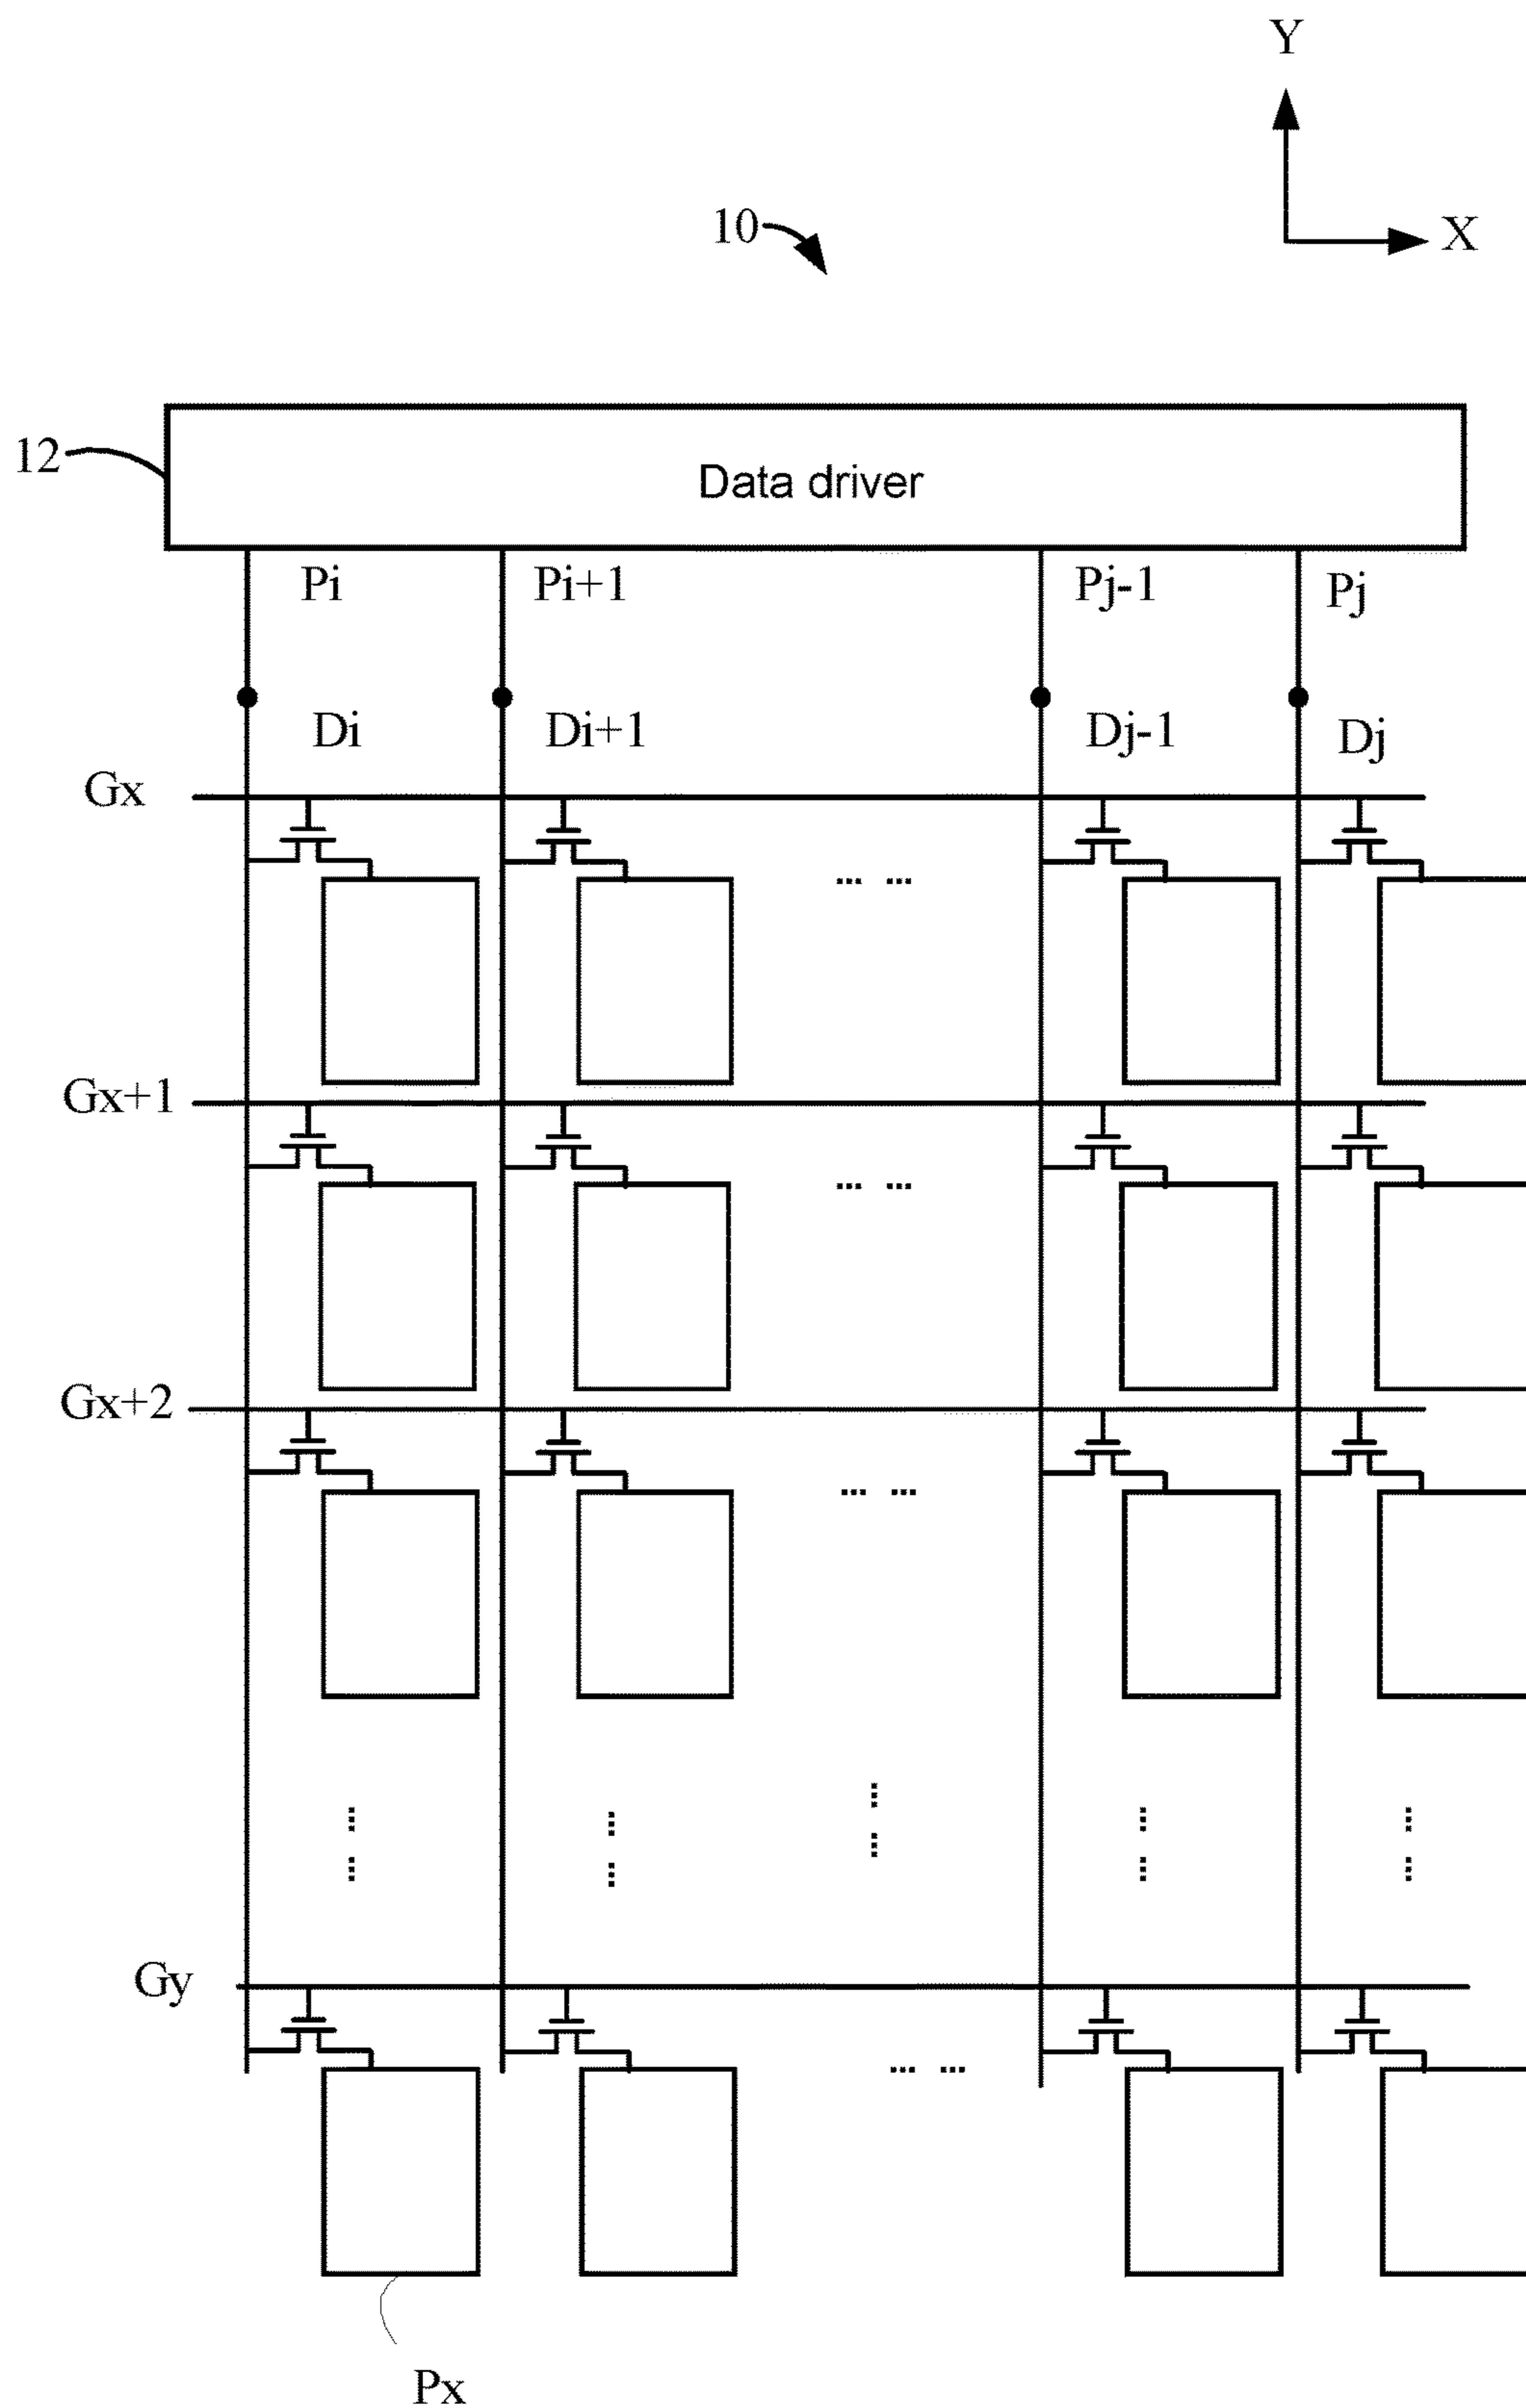 Y
10
X
12
Data driver
Pi Pi+1 Pj-1 Pj
Di Di+1 Dj-1 Dj
Gx
... ...
Gx+1
... ...
Gx+2
... ...
Gy
... ...
Px